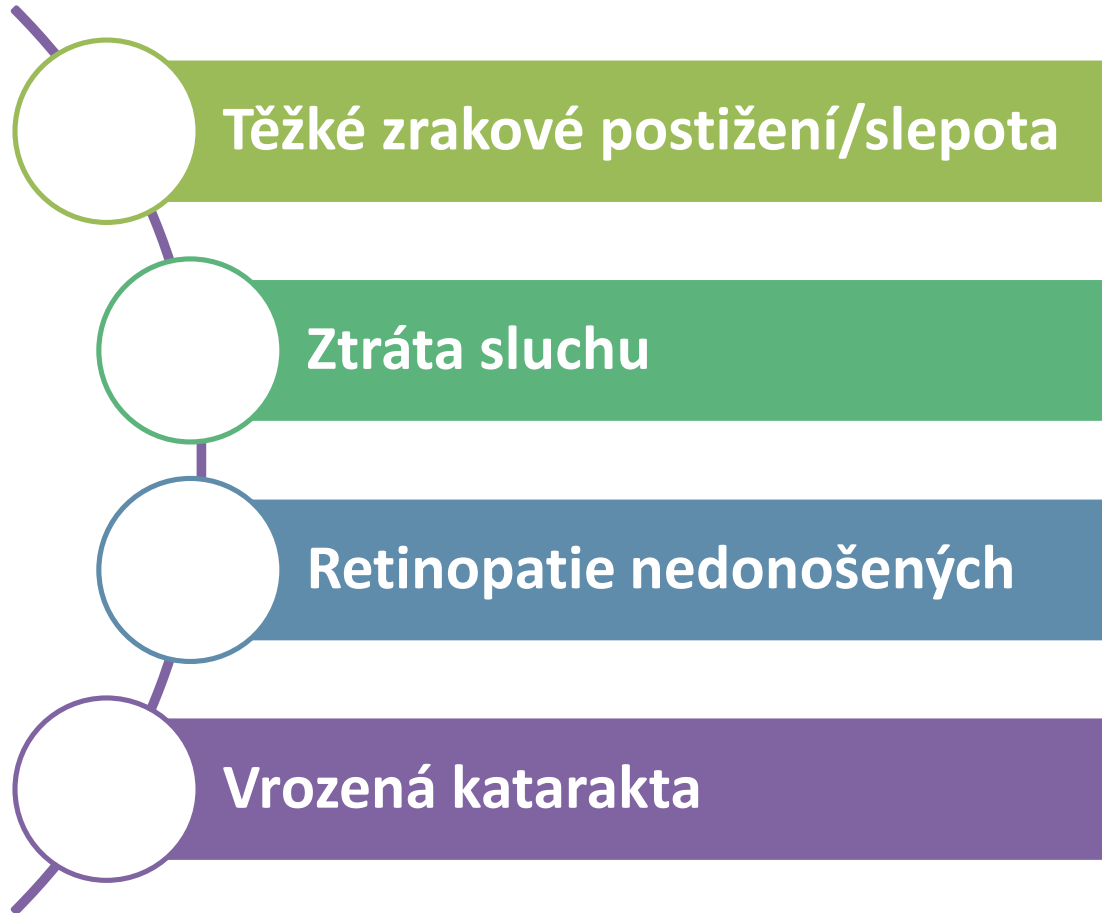 Těžké zrakové postižení/slepota
Ztráta sluchu
Retinopatie nedonošených
Vrozená katarakta